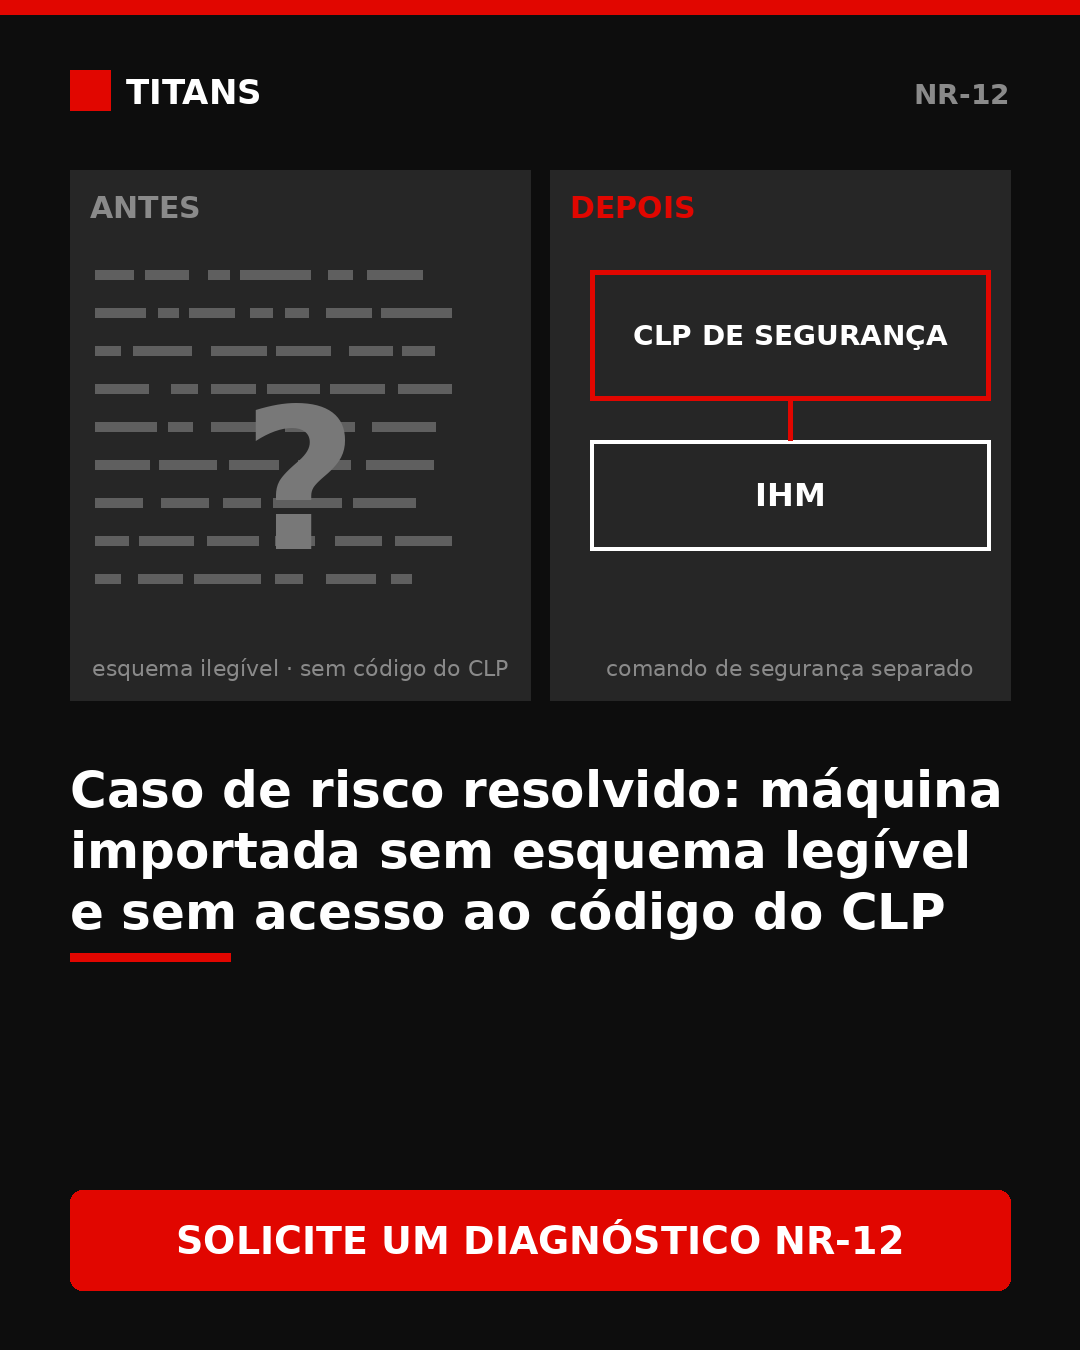 TITANS
NR-12
ANTES
?
esquema ilegível · sem código do CLP
DEPOIS
CLP DE SEGURANÇA
IHM
comando de segurança separado
Caso de risco resolvido: máquina
importada sem esquema legível
e sem acesso ao código do CLP
SOLICITE UM DIAGNÓSTICO NR-12